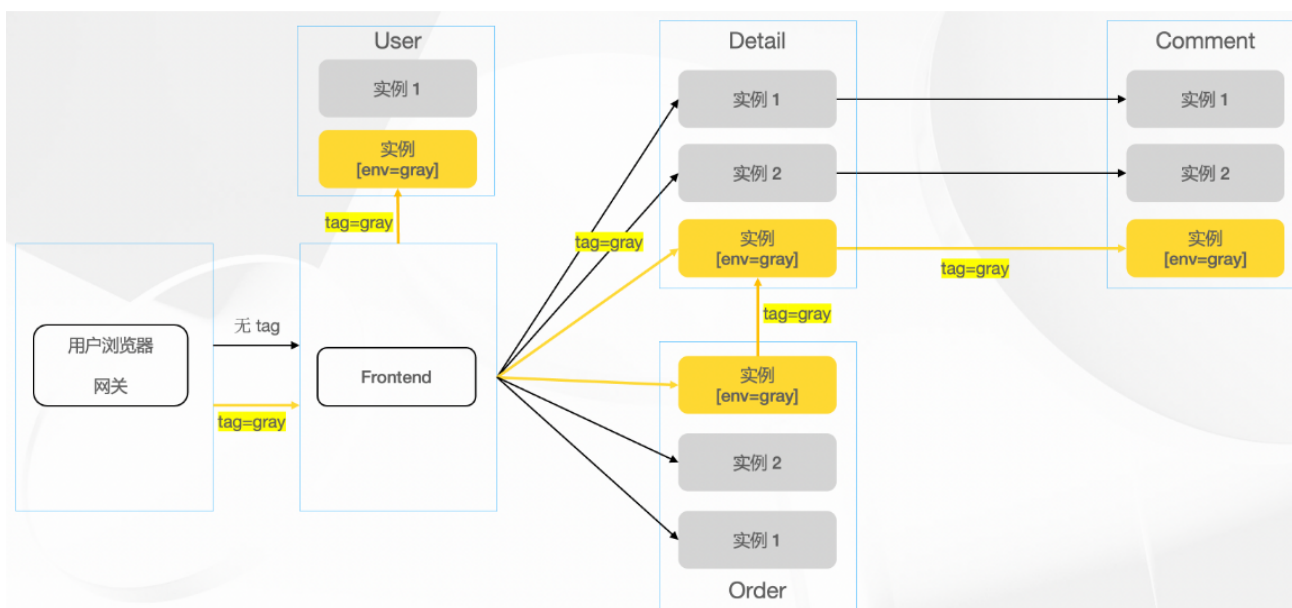 User
实例 1
实例
[env=gray]
tag=gray
用户浏览器
网关
无 tag
tag=gray
Frontend
tag=gray
Detail
实例 1
实例 2
实例
[env=gray]
tag=gray
tag=gray
Comment
实例 1
实例 2
实例
[env=gray]
实例
[env=gray]
实例 2
实例 1
Order